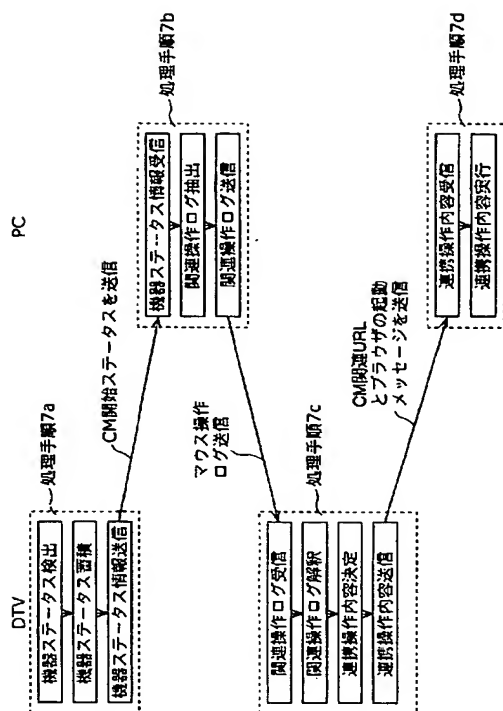 DTV
PC
処理手順7a
機器ステータス検出
機器ステータス蓄積
機器ステータス情報送信
CM開始ステータスを送信
処理手順7b
機器ステータス情報受信
関連操作ログ抽出
関連操作ログ送信
マウス操作
ログ送信
処理手順7c
関連操作ログ受信
関連操作ログ解釈
連携操作内容決定
連携操作内容送信
CM関連URL
とブラウザの起動
メッセージを送信
処理手順7d
連携操作内容受信
連携操作内容実行